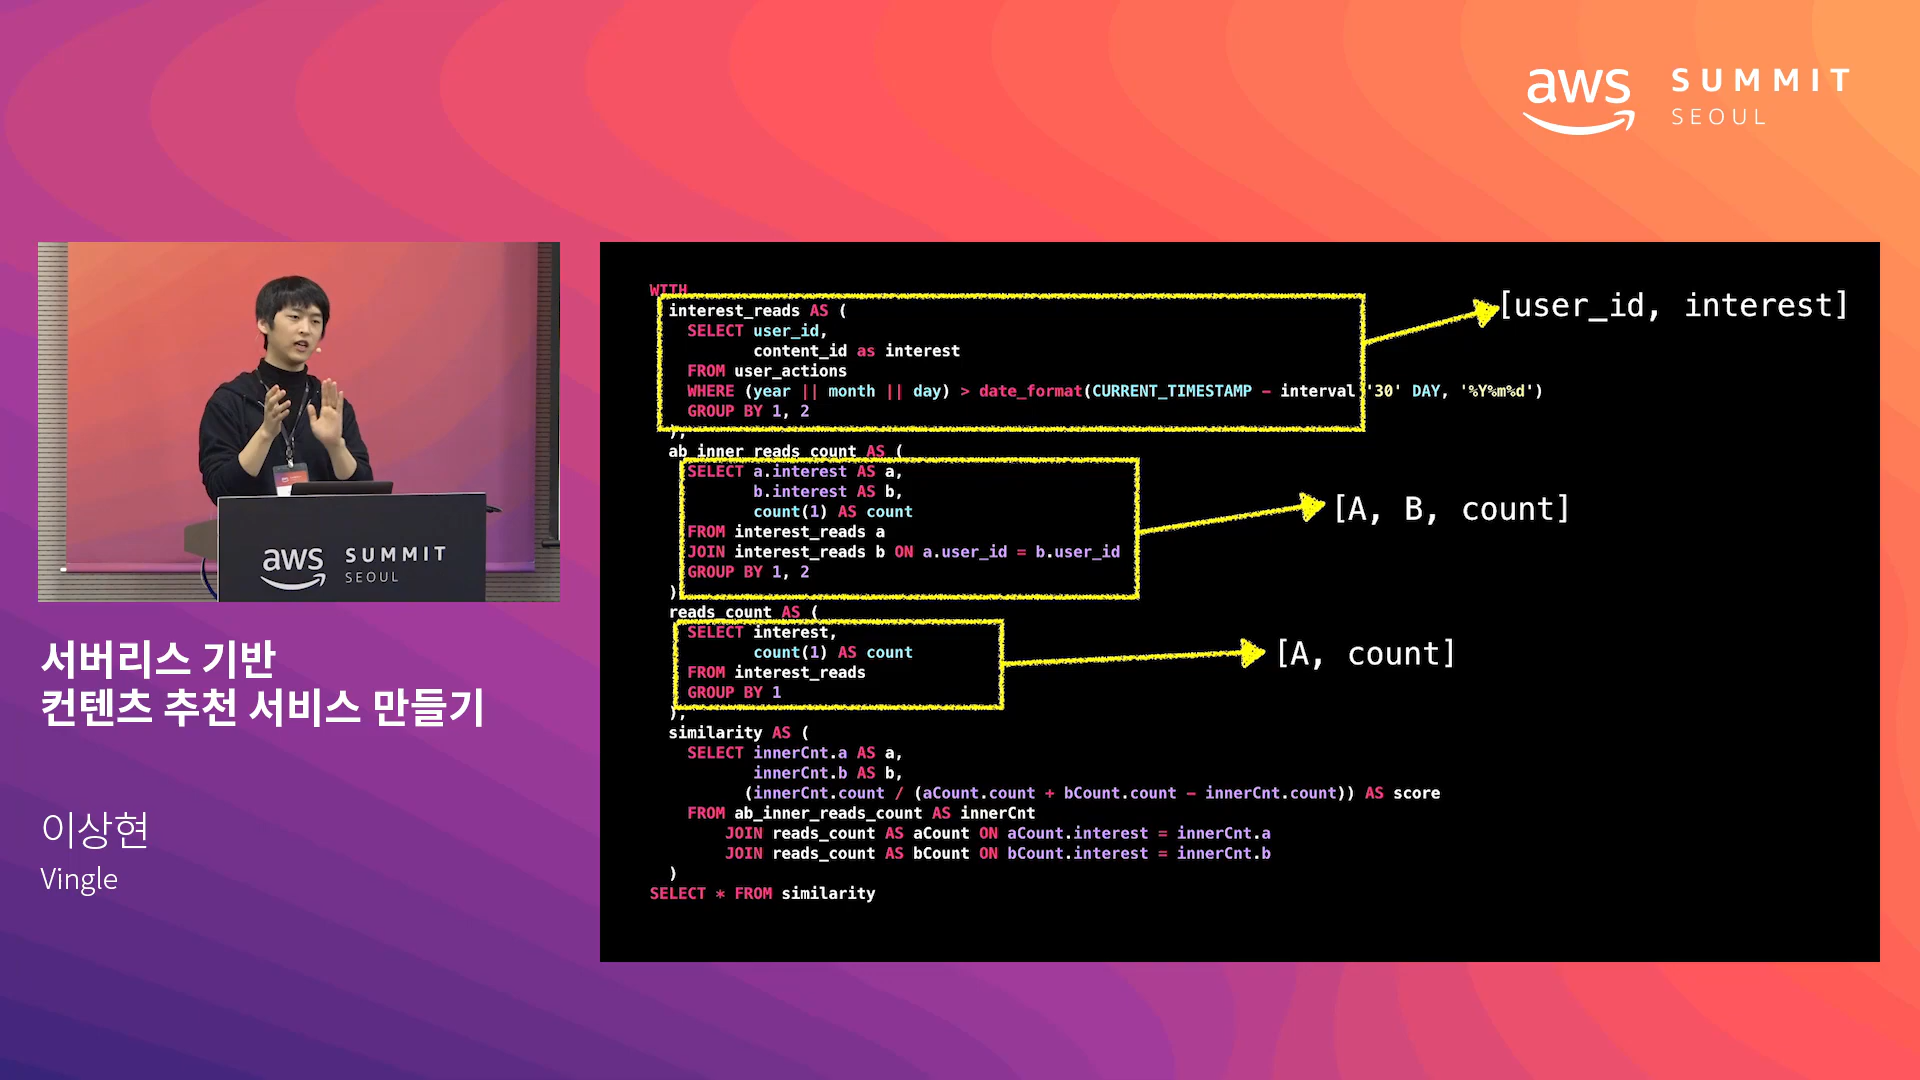 aws SUMMIT
SEOUL
WITH
interest_reads AS (
SELECT user_id,
content_id as interest
FROM user_actions
WHERE (year || month || day) > date_format(CURRENT_TIMESTAMP - interval '30' DAY, '%Y%m%d')
GROUP BY 1, 2
),
ab_inner_reads_count AS (
SELECT a.interest AS a,
b.interest AS b,
count(1) AS count
FROM interest_reads a
JOIN interest_reads b ON a.user_id = b.user_id
GROUP BY 1, 2
)
reads_count AS (
SELECT interest,
count(1) AS count
FROM interest_reads
GROUP BY 1
),
similarity AS (
SELECT innerCnt.a AS a,
innerCnt.b AS b,
(innerCnt.count / (aCount.count + bCount.count - innerCnt.count)) AS score
FROM ab_inner_reads_count AS innerCnt
JOIN reads_count AS aCount ON aCount.interest = innerCnt.a
JOIN reads_count AS bCount ON bCount.interest = innerCnt.b
)
SELECT * FROM similarity
[user_id, interest]
[A, B, count]
[A, count]
aws SUMMIT
SEOUL
서버리스 기반
컨텐츠 추천 서비스 만들기
이상현
Vingle